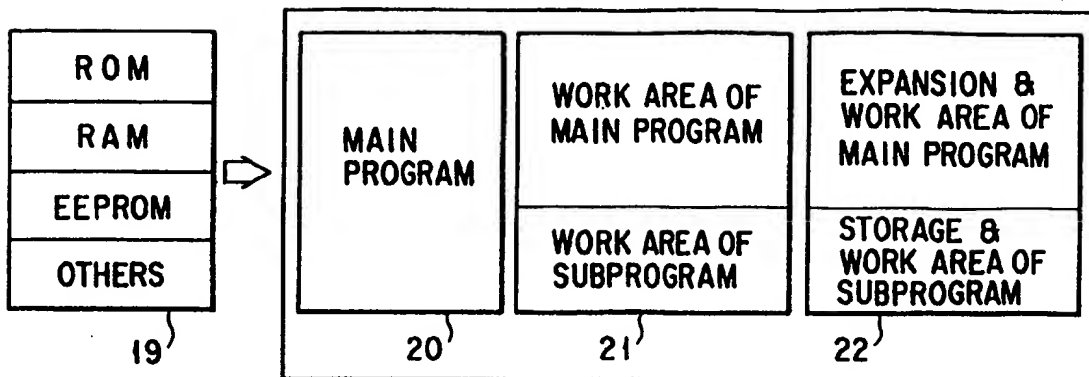 ROM
RAM
EEPROM
OTHERS
19
MAIN
PROGRAM
20
WORK AREA OF
MAIN PROGRAM
WORK AREA OF
SUBPROGRAM
21
EXPANSION &
WORK AREA OF
MAIN PROGRAM
STORAGE &
WORK AREA OF
SUBPROGRAM
22